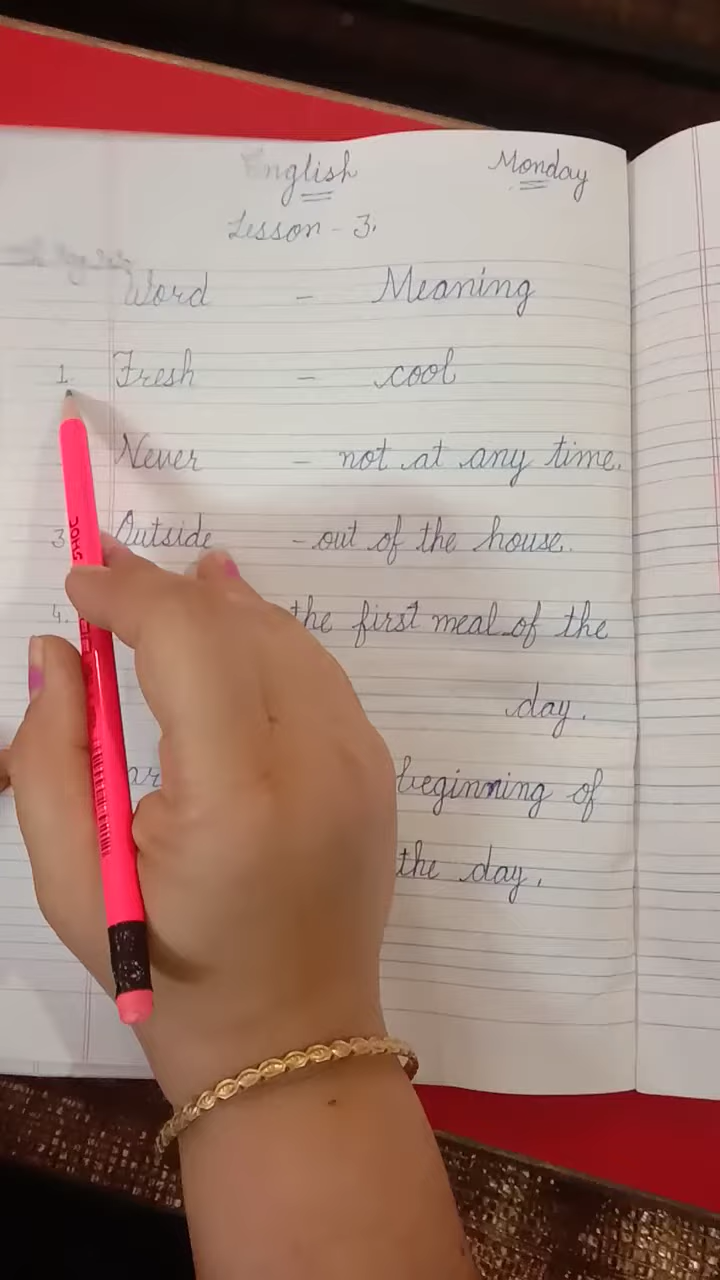 English Monday
Lesson - 3.
Word - Meaning
1. Fresh - cool
Never - not at any time.
3 Outside - out of the house.
4. the first meal of the
day.
beginning of
the day.